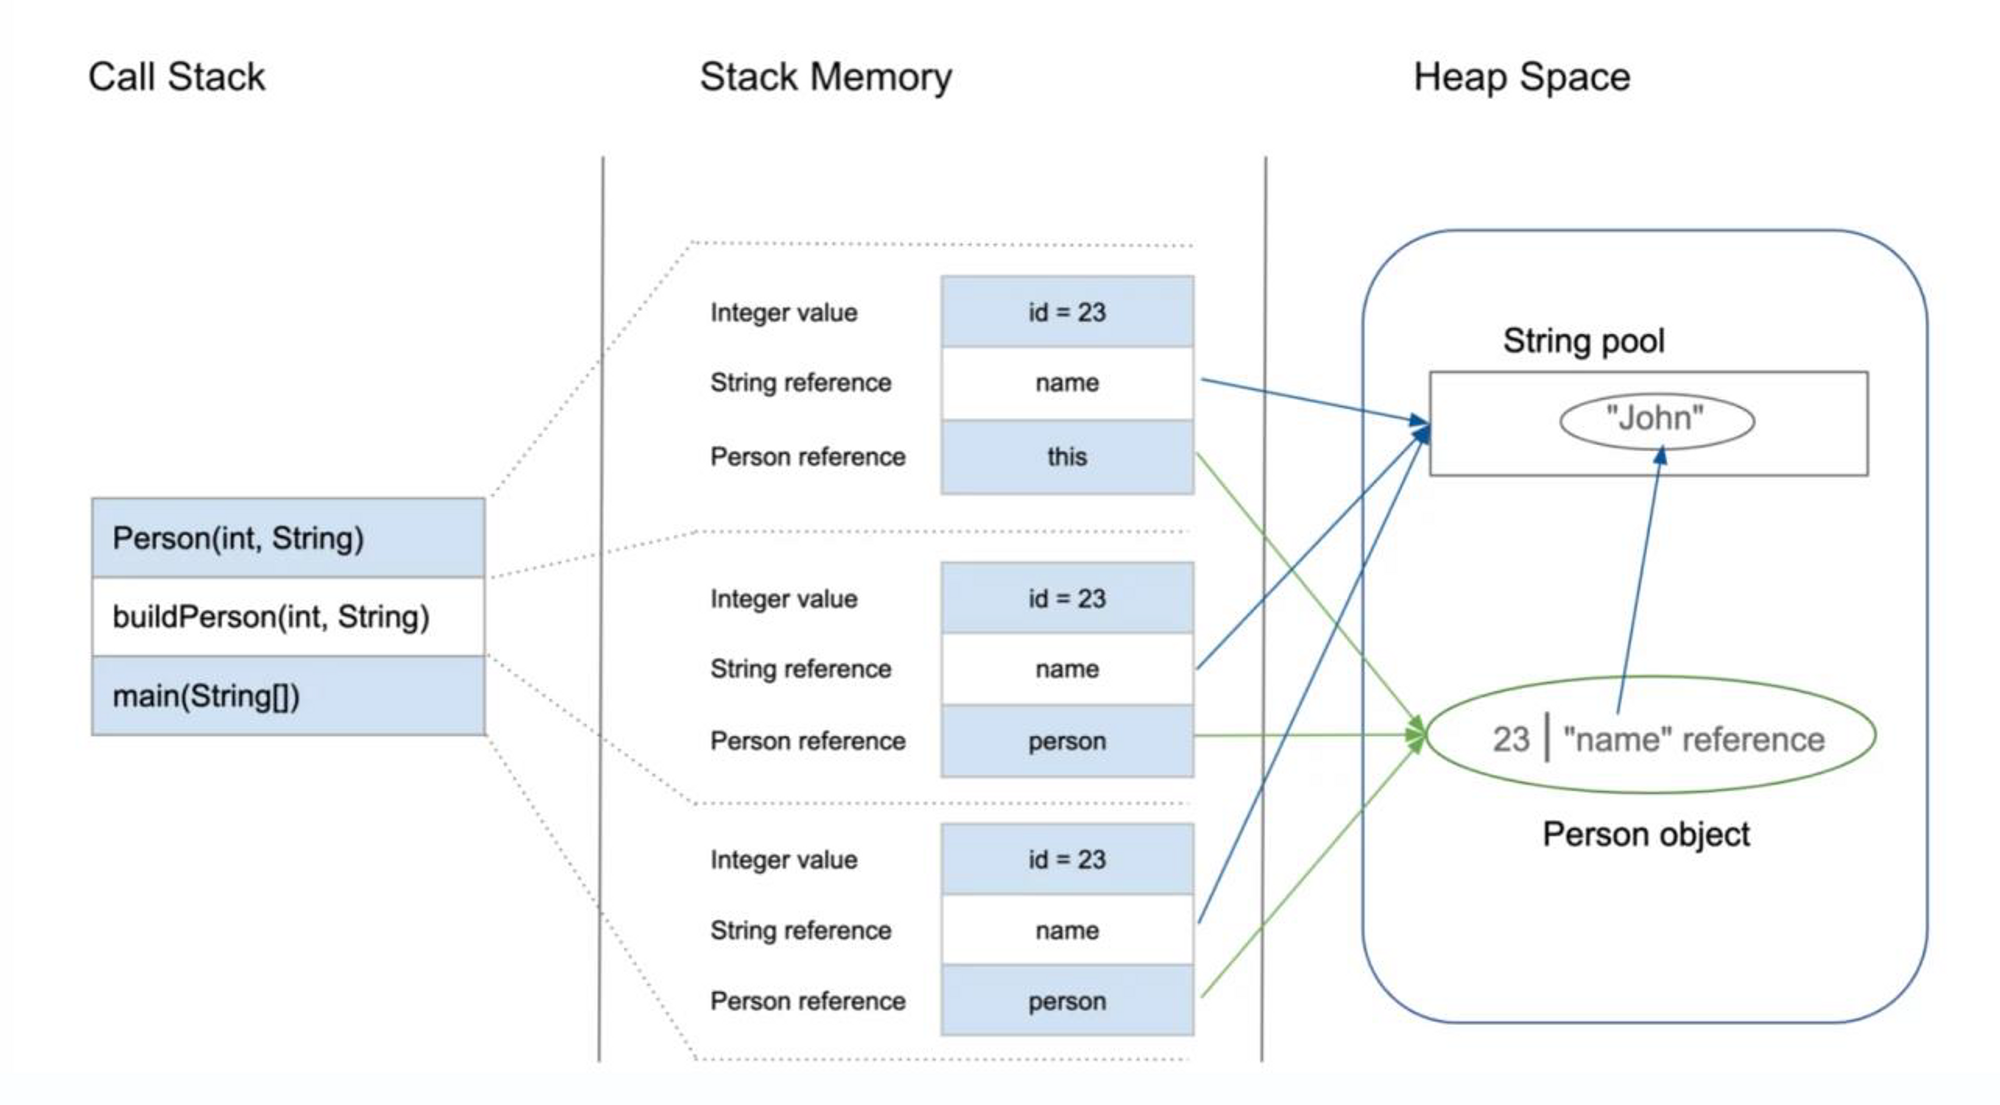 Call Stack
Stack Memory
Heap Space
Person(int, String)
buildPerson(int, String)
main(String[])
Integer value
id = 23
String reference
name
Person reference
this
Integer value
id = 23
String reference
name
Person reference
person
Integer value
id = 23
String reference
name
Person reference
person
String pool
"John"
23 | "name" reference
Person object